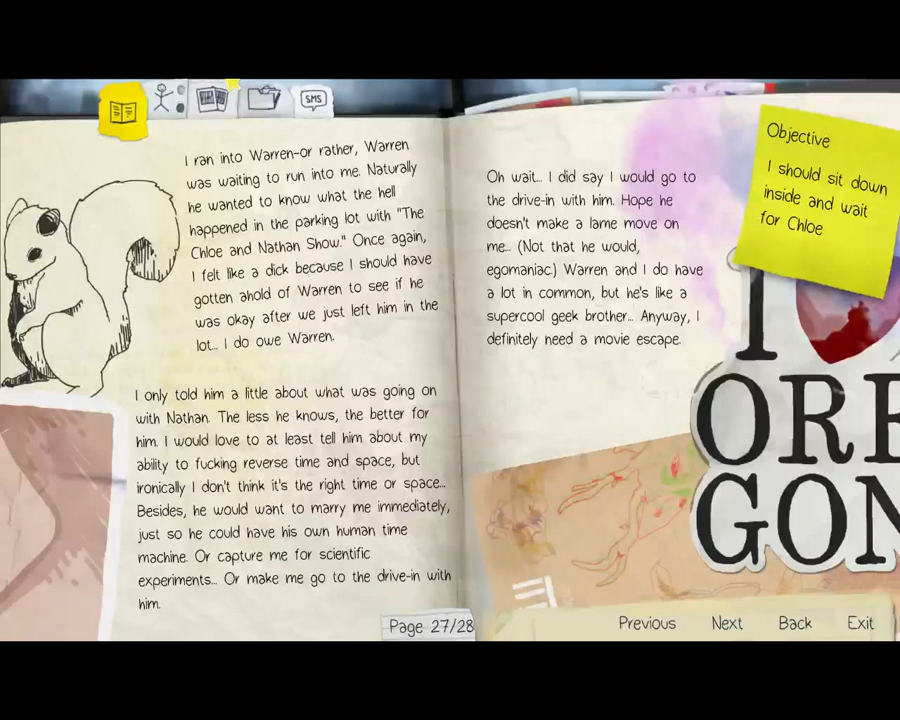 SMS
I ran into Warren-or rather, Warren
was waiting to run into me. Naturally
he wanted to know what the hell
happened in the parking lot with "The
Chloe and Nathan Show." Once again,
I felt like a dick because I should have
gotten ahold of Warren to see if he
was okay after we just left him in the
lot... I do owe Warren.
I only told him a little about what was going on
with Nathan. The less he knows, the better for
him. I would love to at least tell him about my
ability to fucking reverse time and space, but
ironically I don't think it's the right time or space...
Besides, he would want to marry me immediately,
just so he could have his own human time
machine. Or capture me for scientific
experiments... Or make me go to the drive-in with
him.
Page 27/28
Oh wait... I did say I would go to
the drive-in with him. Hope he
doesn't make a lame move on
me... (Not that he would,
egomaniac.) Warren and I do have
a lot in common, but he's like a
supercool geek brother... Anyway, I
definitely need a movie escape.
Objective
I should sit down
inside and wait
for Chloe
I
ORE
GON
Previous Next Back Exit